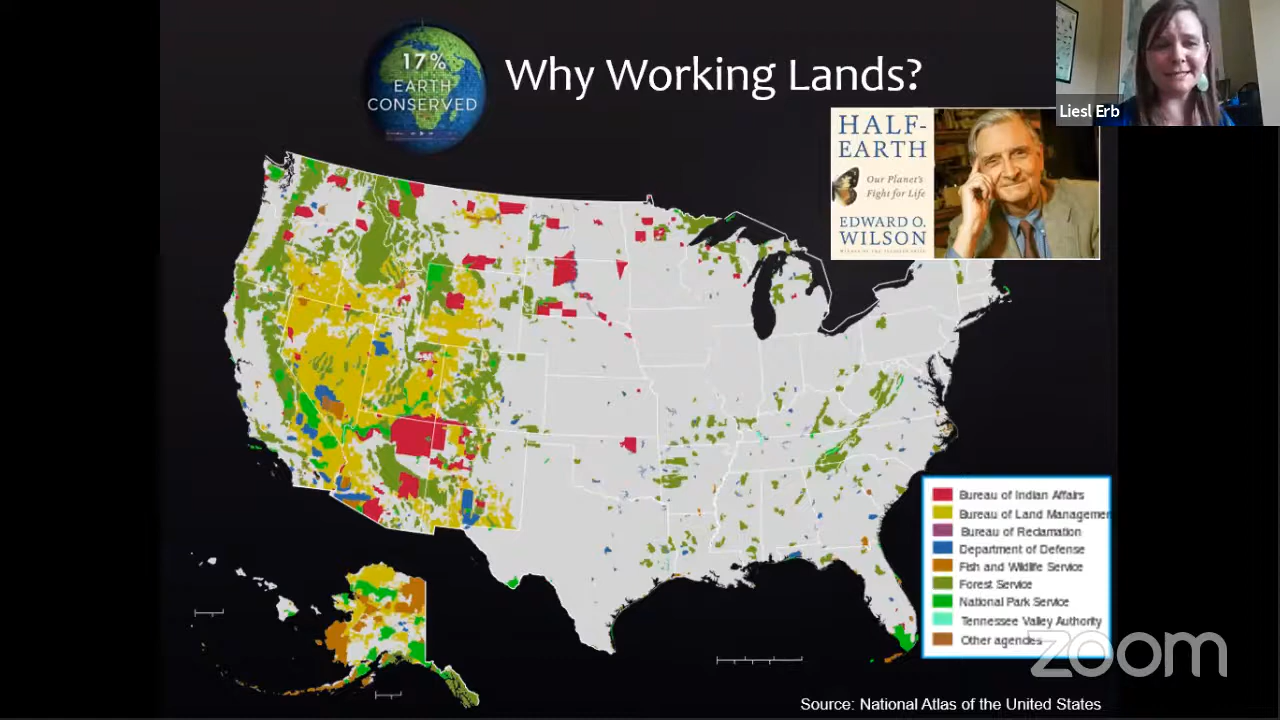 17%
EARTH
CONSERVED
Why Working Lands?
Liesl Erb
HALF-
EARTH
Our Planet's
Fight for Life
EDWARD O.
WILSON
Bureau of Indian Affairs
Bureau of Land Managemen
Bureau of Reclamation
Department of Defense
Fish and Wildlife Service
Forest Service
National Park Service
Tennessee Valley Authority
Other agencies
zoom
Source: National Atlas of the United States